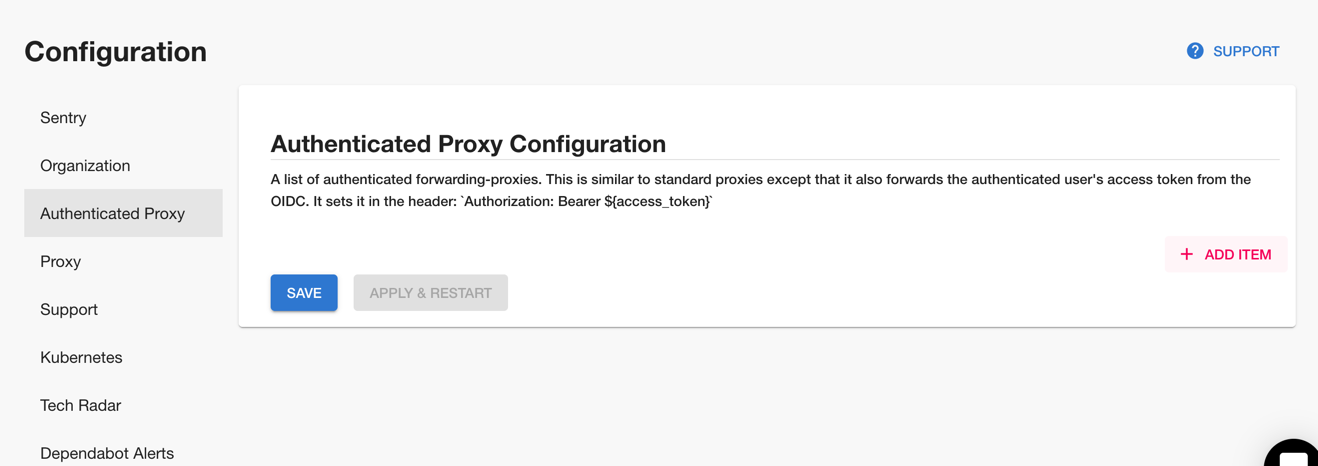 Configuration
SUPPORT
Sentry
Organization
Authenticated Proxy
Proxy
Support
Kubernetes
Tech Radar
Dependabot Alerts
Authenticated Proxy Configuration
A list of authenticated forwarding-proxies. This is similar to standard proxies except that it also forwards the authenticated user's access token from the
OIDC. It sets it in the header: `Authorization: Bearer ${access_token}`
ADD ITEM
SAVE
APPLY & RESTART